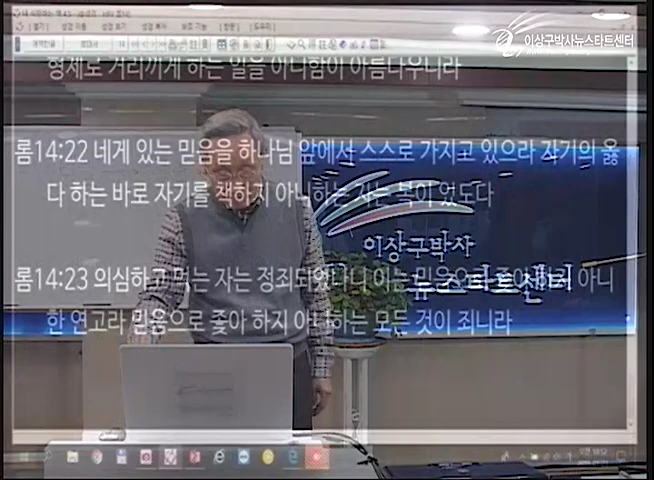 이상구박사뉴스타트센터
형제로 거리끼게 하는 일을 아니함이 아름다우니라
롬14:22 네게 있는 믿음을 하나님 앞에서 스스로 가지고 있으라 자기의 옳
다 하는 바로 자기를 책하지 아니하는 자는 복이 있도다
이상구박사
뉴스타트센터
롬14:23 의심하고 먹는 자는 정죄되었나니 이는 믿음으로 아니
한 연고라 믿음으로 좇아 하지 아니하는 모든 것이 죄니라